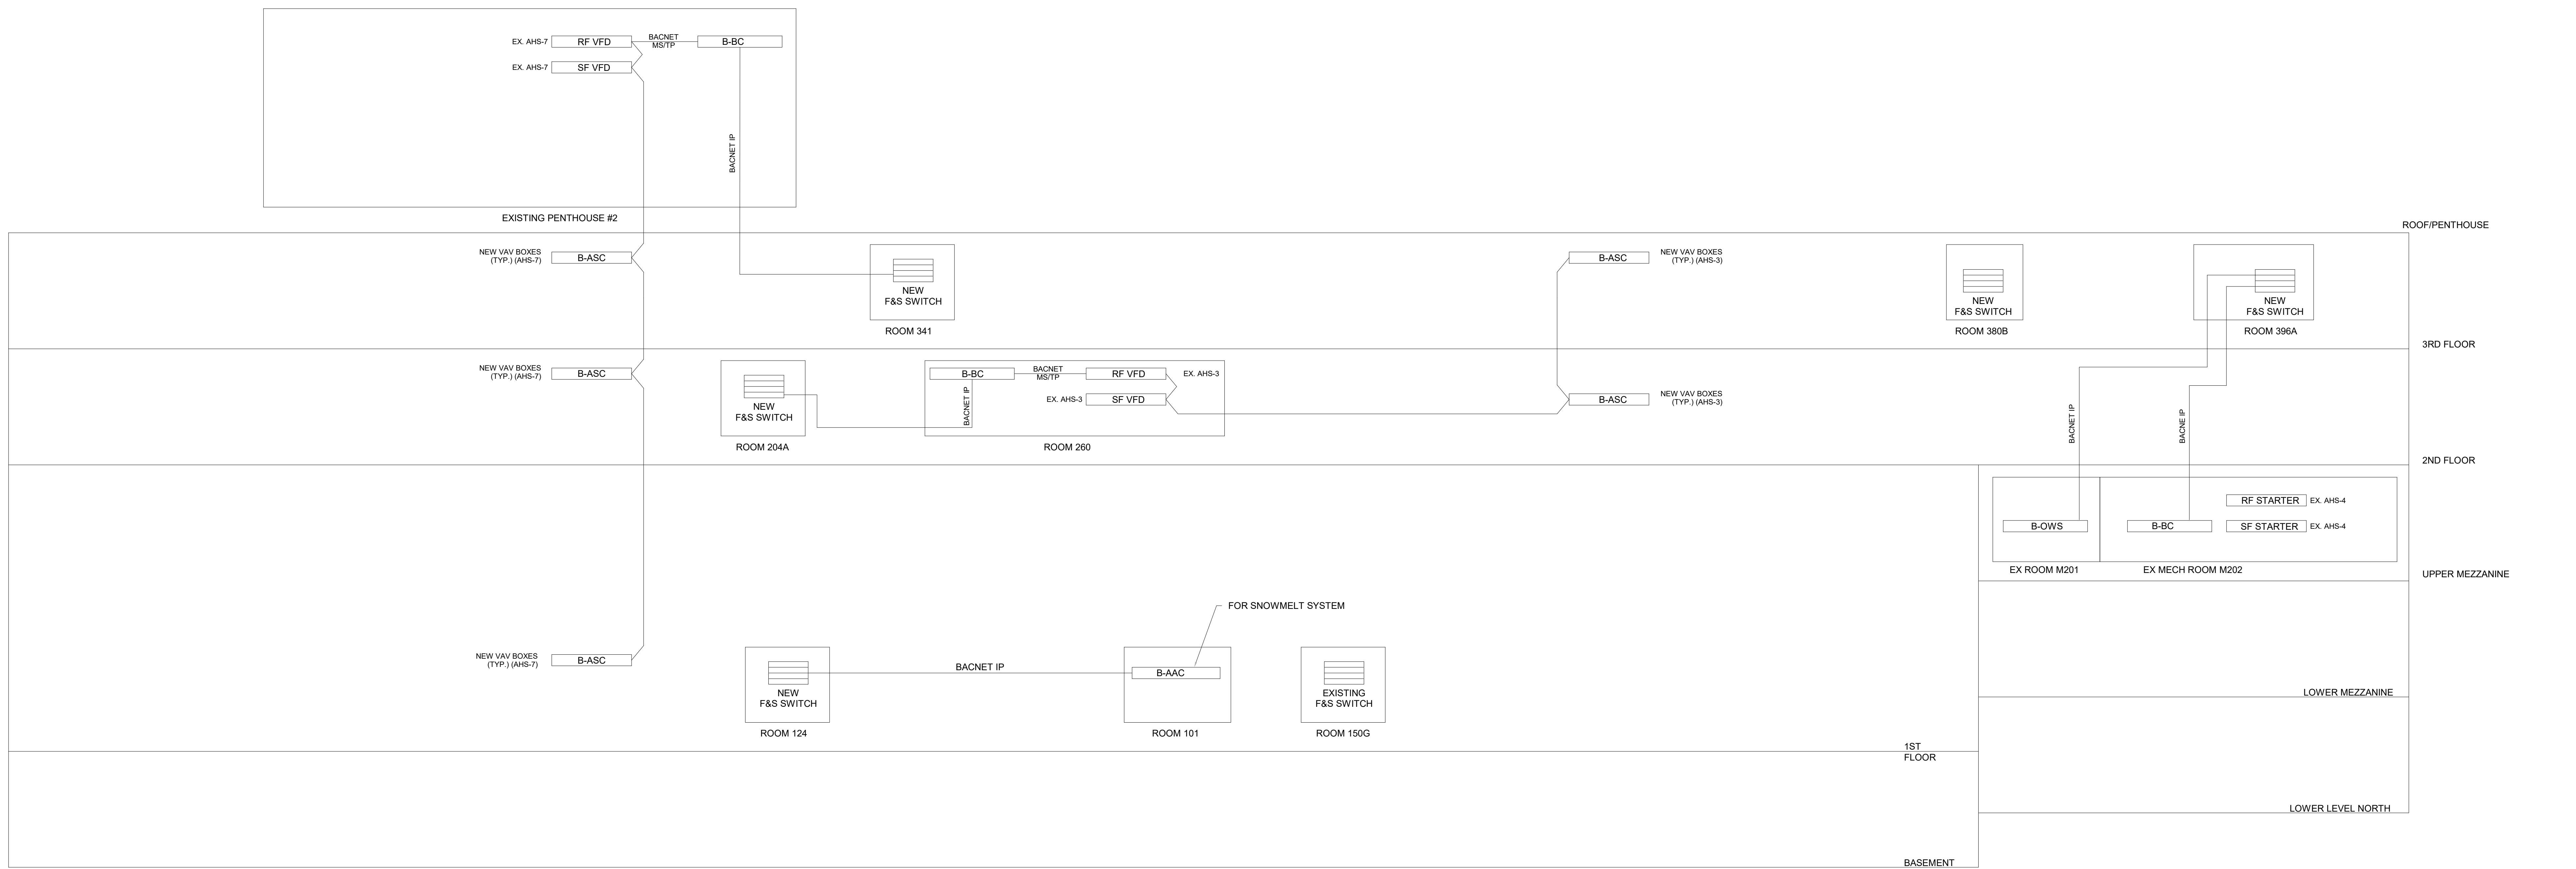 EX. AHS-7
RF VFD
BACNET
MS/TP
B-BC
EX. AHS-7
SF VFD
BACNET IP
EXISTING PENTHOUSE #2
ROOF/PENTHOUSE
NEW VAV BOXES
(TYP.) (AHS-7)
B-ASC
NEW
F&S SWITCH
ROOM 341
B-ASC
NEW VAV BOXES
(TYP.) (AHS-3)
NEW
F&S SWITCH
ROOM 380B
NEW
F&S SWITCH
ROOM 396A
3RD FLOOR
NEW VAV BOXES
(TYP.) (AHS-7)
B-ASC
NEW
F&S SWITCH
ROOM 204A
B-BC
BACNET
MS/TP
RF VFD
EX. AHS-3
BACNET IP
EX. AHS-3
SF VFD
ROOM 260
B-ASC
NEW VAV BOXES
(TYP.) (AHS-3)
BACNET IP
BACNET IP
2ND FLOOR
RF STARTER
EX. AHS-4
B-OWS
B-BC
SF STARTER
EX. AHS-4
EX ROOM M201
EX MECH ROOM M202
UPPER MEZZANINE
FOR SNOWMELT SYSTEM
NEW VAV BOXES
(TYP.) (AHS-7)
B-ASC
NEW
F&S SWITCH
ROOM 124
BACNET IP
B-AAC
ROOM 101
EXISTING
F&S SWITCH
ROOM 150G
LOWER MEZZANINE
1ST
FLOOR
LOWER LEVEL NORTH
BASEMENT